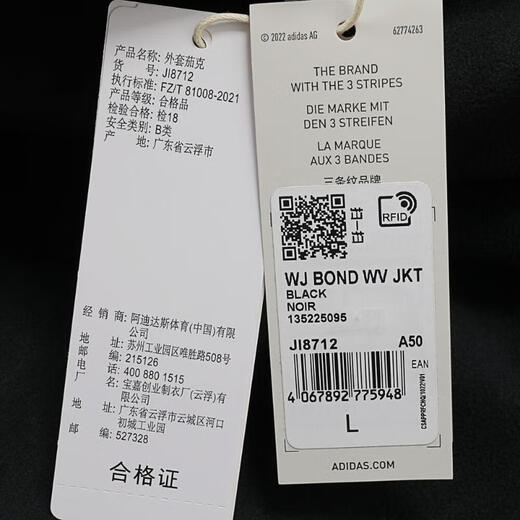 产品名称: 外套茄克
货 号: JI8712
执行标准: FZ/T 81008-2021
产品等级: 合格品
检验合格: 检18
安全类别: B类
产 地: 广东省云浮市
经 销 商: 阿迪达斯体育(中国)有限
公司
地 址: 苏州工业园区唯胜路508号
邮 编: 215126
电 话: 400 880 1515
厂 名: 宝嘉创业制衣厂(云浮)有
限公司
地 址: 广东省云浮市云城区河口
初城工业园
邮 编: 527328
合格证
© 2022 adidas AG
62774263
THE BRAND
WITH THE 3 STRIPES
DIE MARKE MIT
DEN 3 STREIFEN
LA MARQUE
AUX 3 BANDES
三条纹品牌
RFID
WJ BOND WV JKT
BLACK
NOIR
135225095
JI8712 A50
EAN
4 067892 775948
L
ADIDAS.COM